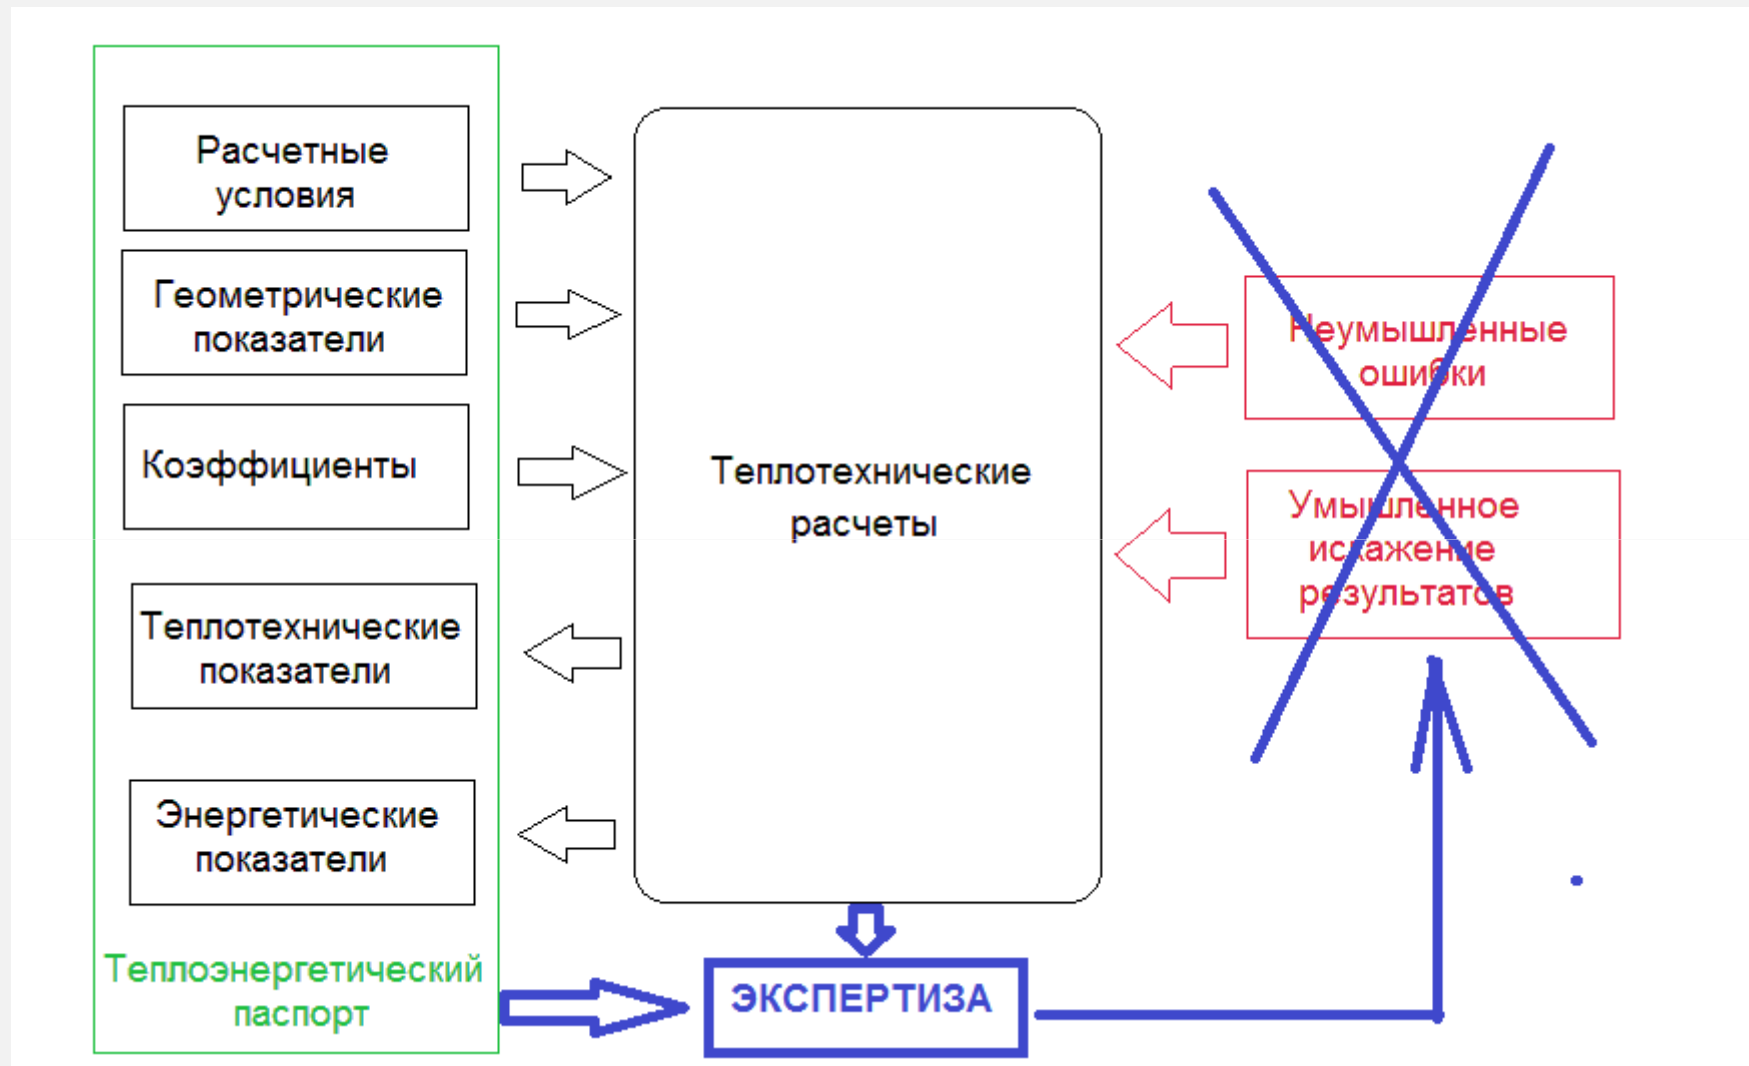 Расчетные
условия
Геометрические
показатели
Коэффициенты
Теплотехнические
показатели
Энергетические
показатели
Теплоэнергетический
паспорт
Теплотехнические
расчеты
ЭКСПЕРТИЗА
Неумышленные
ошибки
Умышленное
искажение
результатов